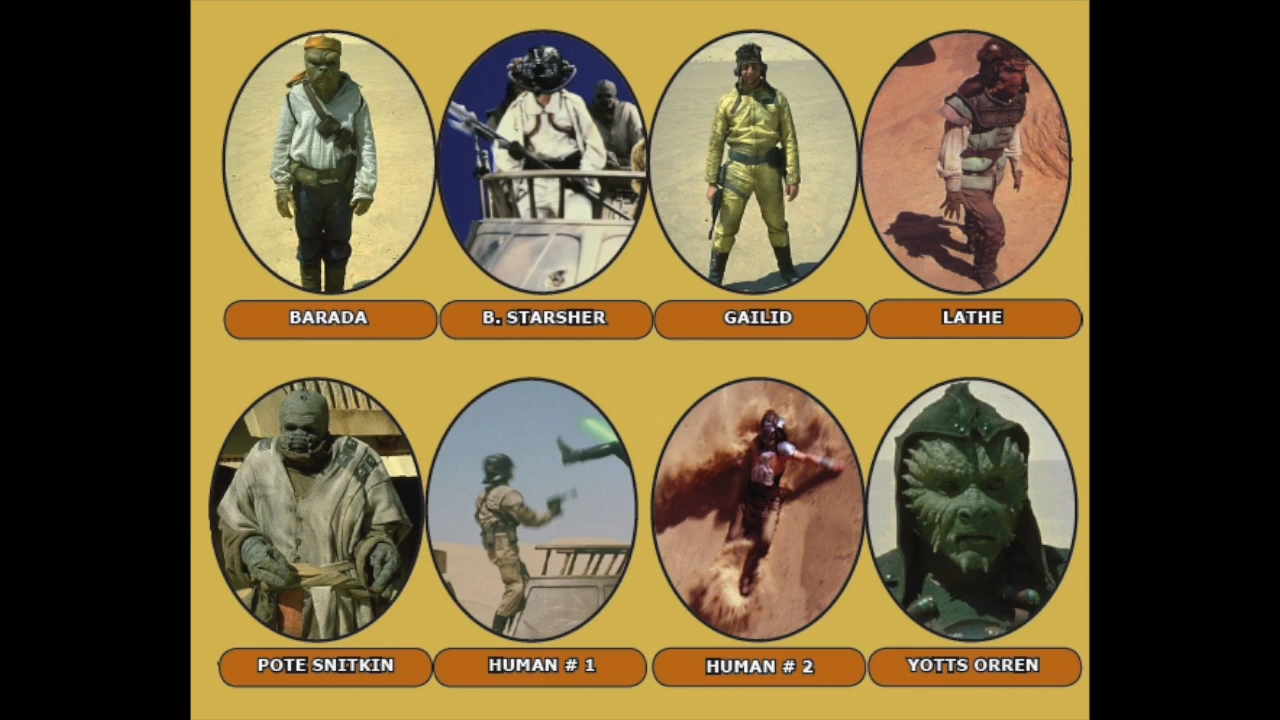 BARADA
B. STARSHER
GAILID
LATHE
POTE SNITKIN
HUMAN # 1
HUMAN # 2
YOTTS ORREN